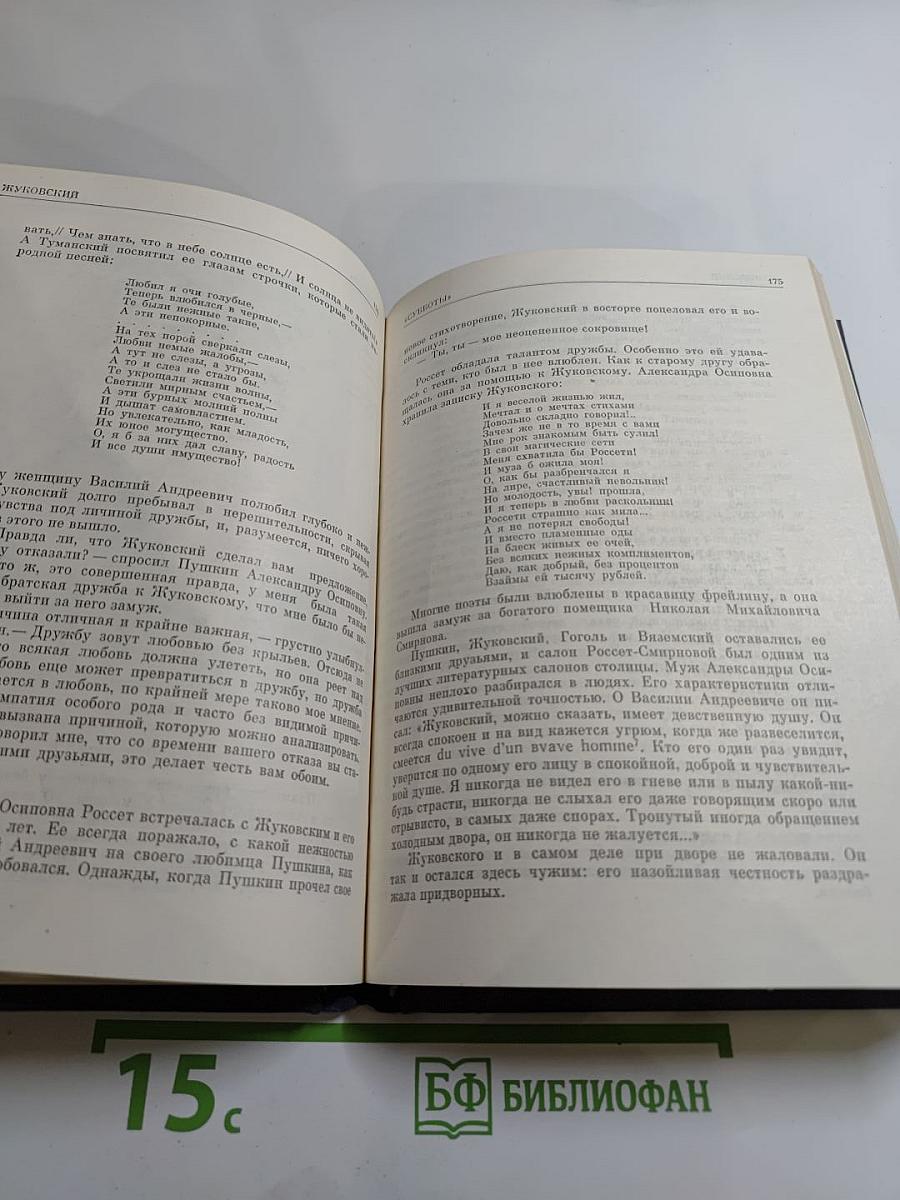 ЖУКОВСКИЙ
вать,// Чем знать, что в небе солнце есть,// И солнца не
А Туманский посвятил ее глазам строчки, которые стали
родной песней:
Любил я очи голубые,
Теперь влюбился в черные,—
Те были нежные такие,
А эти непокорные.
. . . . . . . . .
На тех порой сверкали слезы,
Любви немые жалобы,—
А тут не слезы, а угрозы,
А то и слез не стало бы.
Те укрощали жизни волны,
Светили мирным счастьем,—
А эти бурных молний полны
И дышат самовластием.
Но увлекательно, как младость,
Их юное могущество.
О, я б за них дал славу, радость
И все души имущество!
у женщину Василий Андреевич полюбил глубоко и неж-
Жуковский долго пребывал в нерешительности, скрывая
увства под личиной дружбы, и, разумеется, ничего хоро-
з этого не вышло.
Правда ли, что Жуковский сделал вам предложение,
у отказали? — спросил Пушкин Александру Осиповну.
то ж, это совершенная правда, у меня была такая
братская дружба к Жуковскому, что мне было бы не-
выйти за него замуж.
ичина отличная и крайне важная, — грустно улыбнул-
н.— Дружбу зовут любовью без крыльев. Отсюда не
о всякая любовь должна улететь, но она реет над
бовь еще может превратиться в дружбу, но дружба
ается в любовь, по крайней мере таково мое мнение.
мпатия особого рода и часто без видимой причи-
вызвана причиной, которую можно анализировать.
оворил мне, что со времени вашего отказа вы ста-
ими друзьями, это делает честь вам обоим.
Осиповна Россет встречалась с Жуковским и его
лет. Ее всегда поражало, с какой нежностью
й Андреевич на своего любимца Пушкина, как
юбовался. Однажды, когда Пушкин прочел свое
«СУББОТЫ»
175
новое стихотворение, Жуковский в восторге поцеловал его и во-
скликнул:
— Ты, ты — мое неоцененное сокровище!
Россет обладала талантом дружбы. Особенно это ей удава-
лось с теми, кто был в нее влюблен. Как к старому другу обра-
щалась она за помощью к Жуковскому. Александра Осиповна
хранила записку Жуковского:
И я веселой жизнью жил,
Мечтал и о мечтах стихами
Довольно складно говорил!..
Зачем же не в то время с вами
Мне рок знакомым быть сулил!
В свои магические сети
Меня схватила бы Россети!
И муза б ожила моя!
О, как бы разбренчался я
На лире, счастливый невольник!
Но молодость, увы! прошла,
И я теперь в любви раскольник!
Россети страшно как мила...
А я не потерял свободы!
И вместо пламенные оды
На блеск живых ее очей,
Без всяких нежных комплиментов,
Даю, как добрый, без процентов
Взаймы ей тысячу рублей.
Многие поэты были влюблены в красавицу фрейлину, а она
вышла замуж за богатого помещика Николая Михайловича
Смирнова.
Пушкин, Жуковский, Гоголь и Вяземский оставались ее
близкими друзьями, и салон Россет-Смирновой был одним из
лучших литературных салонов столицы. Муж Александры Оси-
повны неплохо разбирался в людях. Его характеристики отли-
чаются удивительной точностью. О Василии Андреевиче он пи-
сал: «Жуковский, можно сказать, имеет девственную душу. Он
всегда спокоен и на вид кажется угрюм, когда же развеселится,
смеется du vive d'un bvave homme¹. Кто его один раз увидит,
уверится по одному его лицу в спокойной, доброй и чувствитель-
ной душе. Я никогда не видел его в гневе или в пылу какой-ни-
будь страсти, никогда не слыхал его даже говорящим скоро или
отрывисто, в самых даже спорах. Тронутый иногда обращением
холодным двора, он никогда не жалуется...»
Жуковского и в самом деле при дворе не жаловали. Он
так и остался здесь чужим: его назойливая честность раздра-
жала придворных.
15 с
БФ БИБЛИОФАН